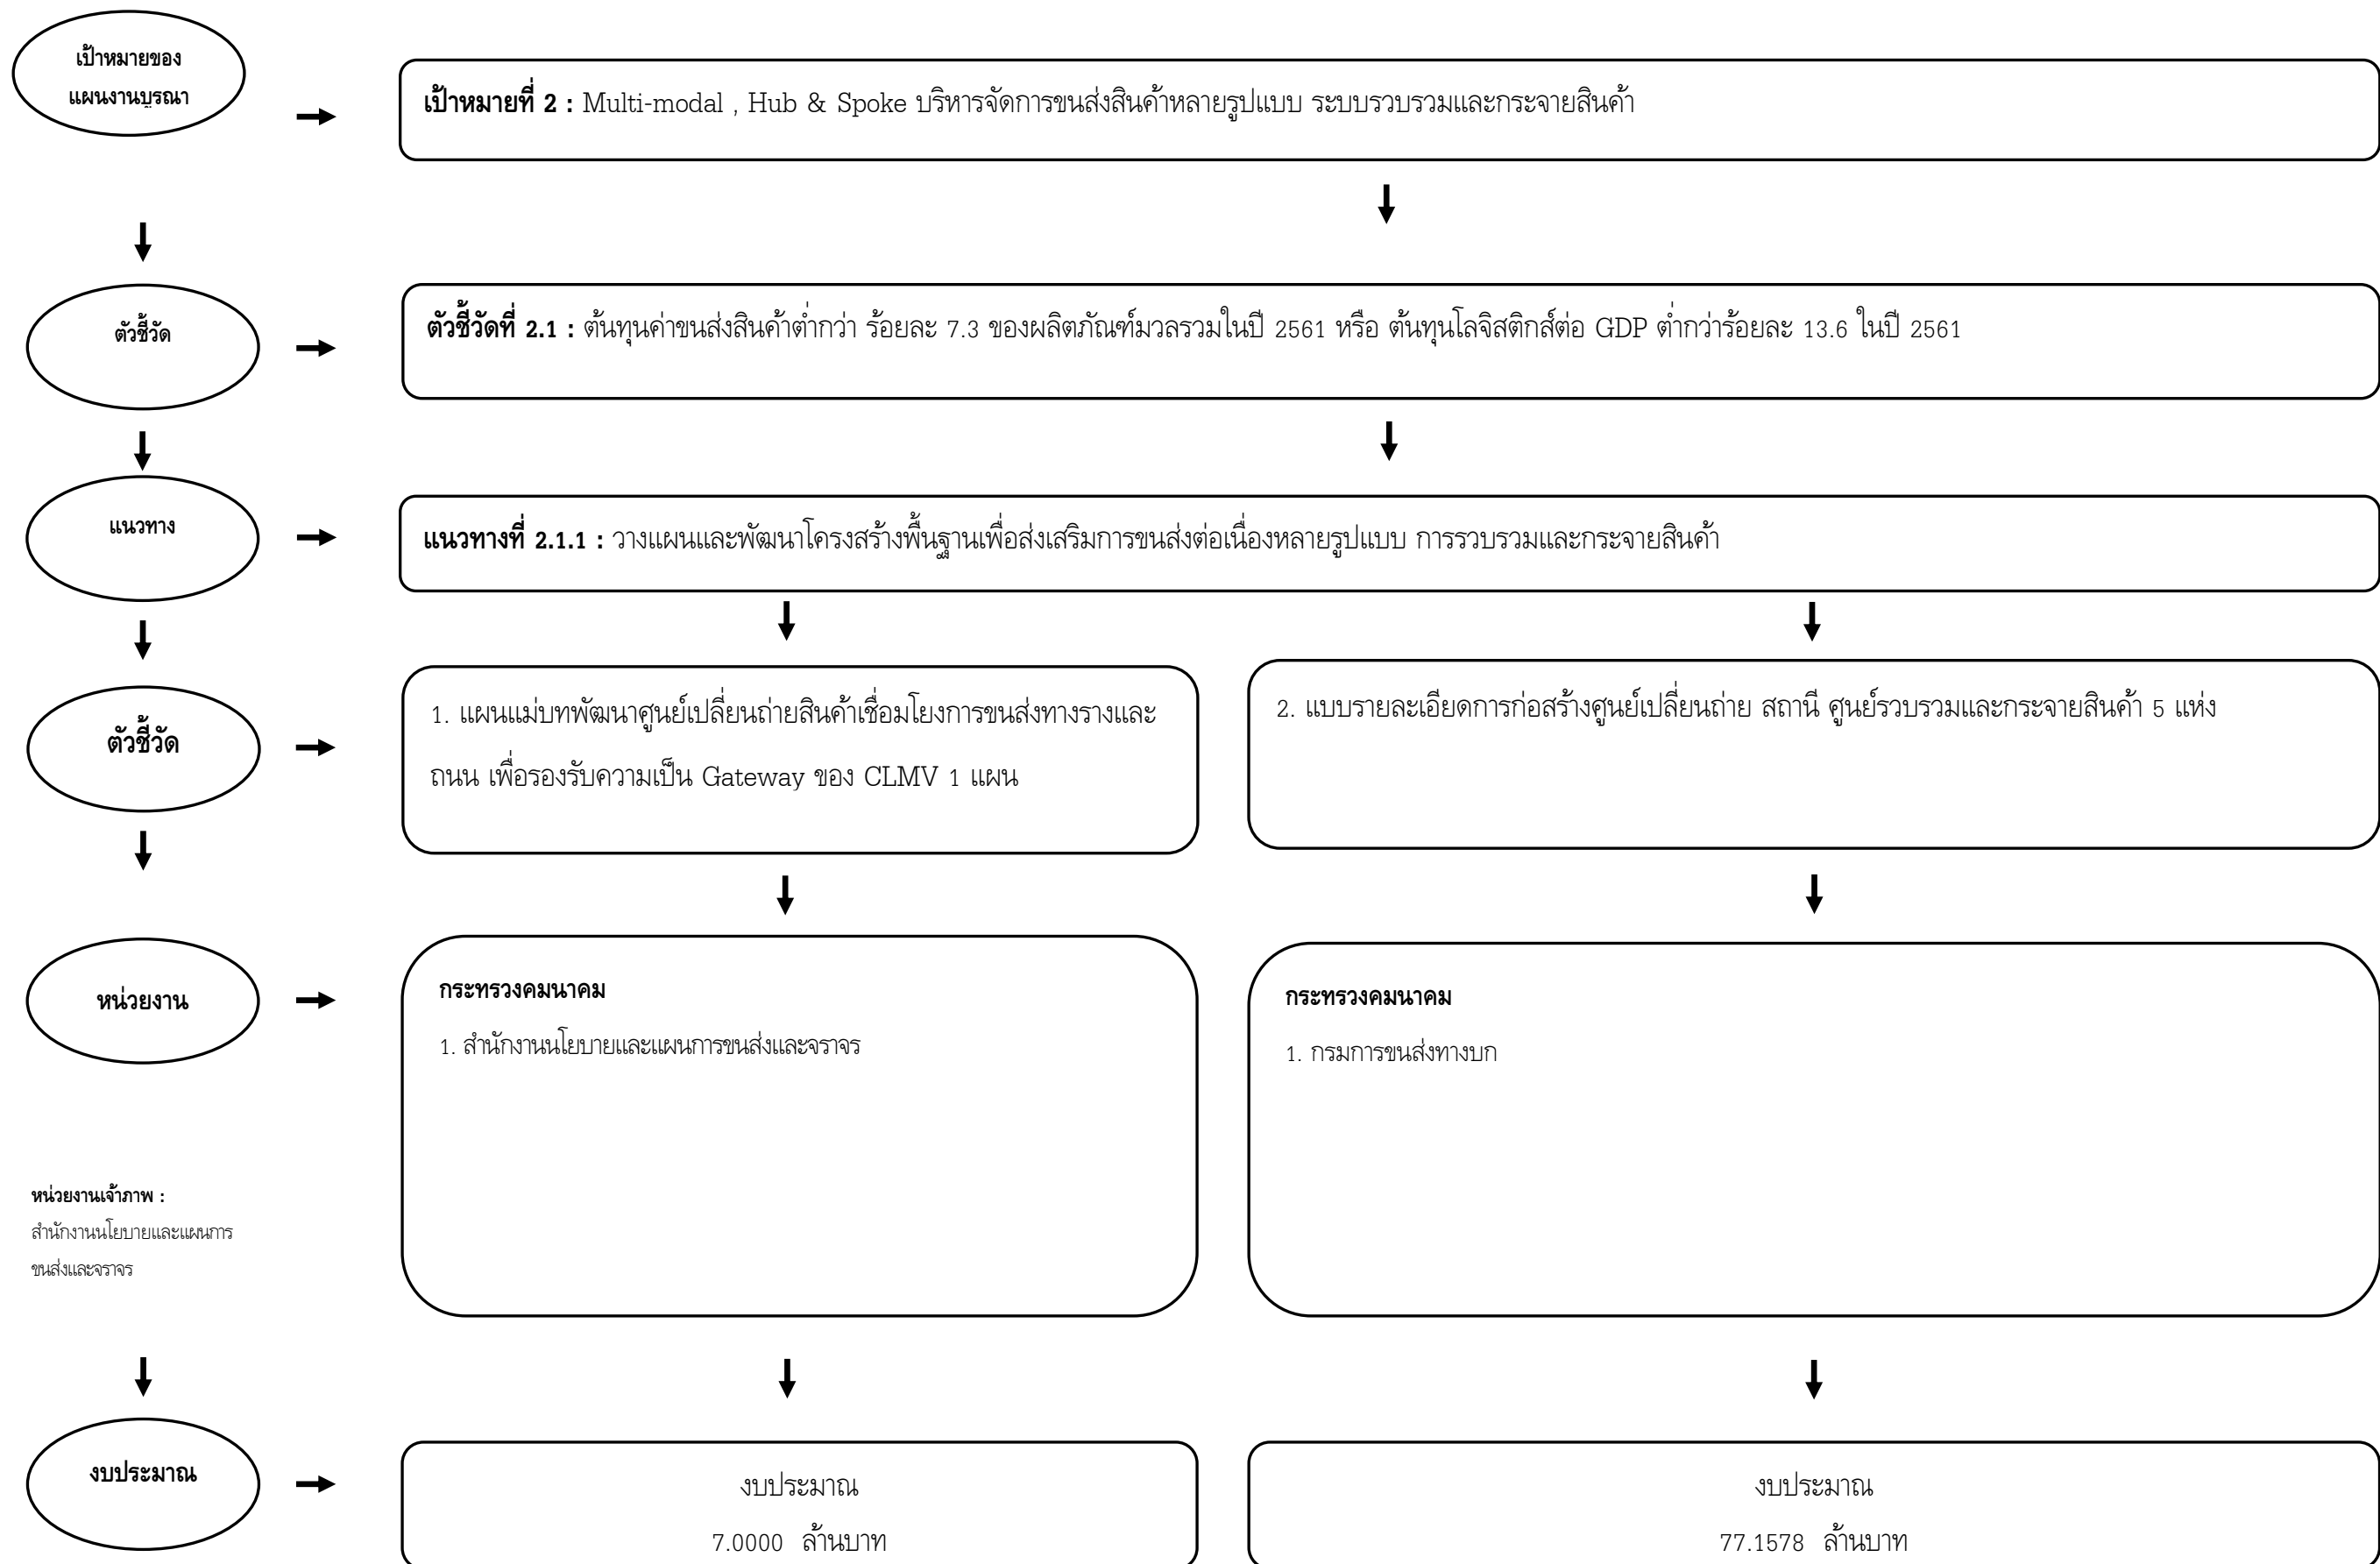 เป้าหมายของ
แผนงานบูรณา
เป้าหมายที่ 2 : Multi-modal , Hub & Spoke บริหารจัดการขนส่งสินค้าหลายรูปแบบ ระบบรวบรวมและกระจายสินค้า
ตัวชี้วัด
ตัวชี้วัดที่ 2.1 : ต้นทุนค่าขนส่งสินค้าต่ำกว่า ร้อยละ 7.3 ของผลิตภัณฑ์มวลรวมในปี 2561 หรือ ต้นทุนโลจิสติกส์ต่อ GDP ต่ำกว่าร้อยละ 13.6 ในปี 2561
แนวทาง
แนวทางที่ 2.1.1 : วางแผนและพัฒนาโครงสร้างพื้นฐานเพื่อส่งเสริมการขนส่งต่อเนื่องหลายรูปแบบ การรวบรวมและกระจายสินค้า
ตัวชี้วัด
1. แผนแม่บทพัฒนาศูนย์เปลี่ยนถ่ายสินค้าเชื่อมโยงการขนส่งทางรางและ
ถนน เพื่อรองรับความเป็น Gateway ของ CLMV 1 แผน
2. แบบรายละเอียดการก่อสร้างศูนย์เปลี่ยนถ่าย สถานี ศูนย์รวบรวมและกระจายสินค้า 5 แห่ง
หน่วยงาน
กระทรวงคมนาคม
1. สำนักงานนโยบายและแผนการขนส่งและจราจร
กระทรวงคมนาคม
1. กรมการขนส่งทางบก
หน่วยงานเจ้าภาพ :
สำนักงานนโยบายและแผนการ
ขนส่งและจราจร
งบประมาณ
งบประมาณ
7.0000 ล้านบาท
งบประมาณ
77.1578 ล้านบาท